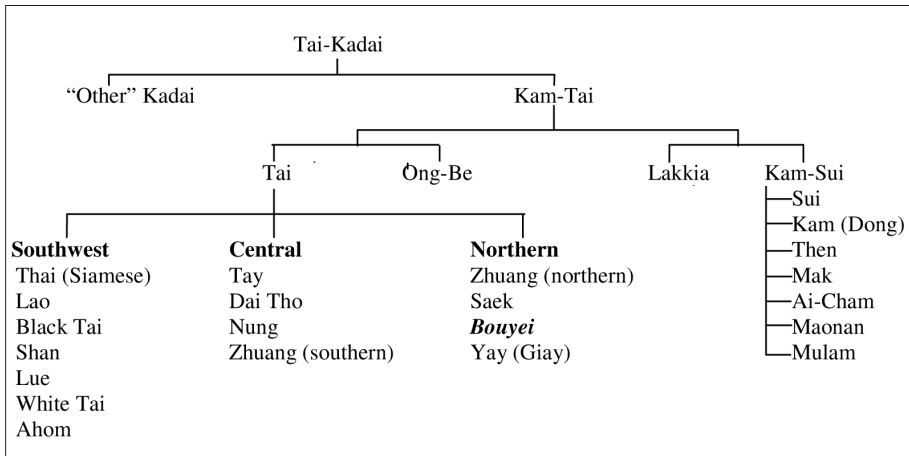 Tai-Kadai
“Other” Kadai
Kam-Tai
Tai
Ong-Be
Lakkia
Kam-Sui
Sui
Kam (Dong)
Then
Mak
Ai-Cham
Maonan
Mulam
Southwest
Thai (Siamese)
Lao
Black Tai
Shan
Lue
White Tai
Ahom
Central
Tay
Dai Tho
Nung
Zhuang (southern)
Northern
Zhuang (northern)
Saek
Bouyei
Yay (Giay)